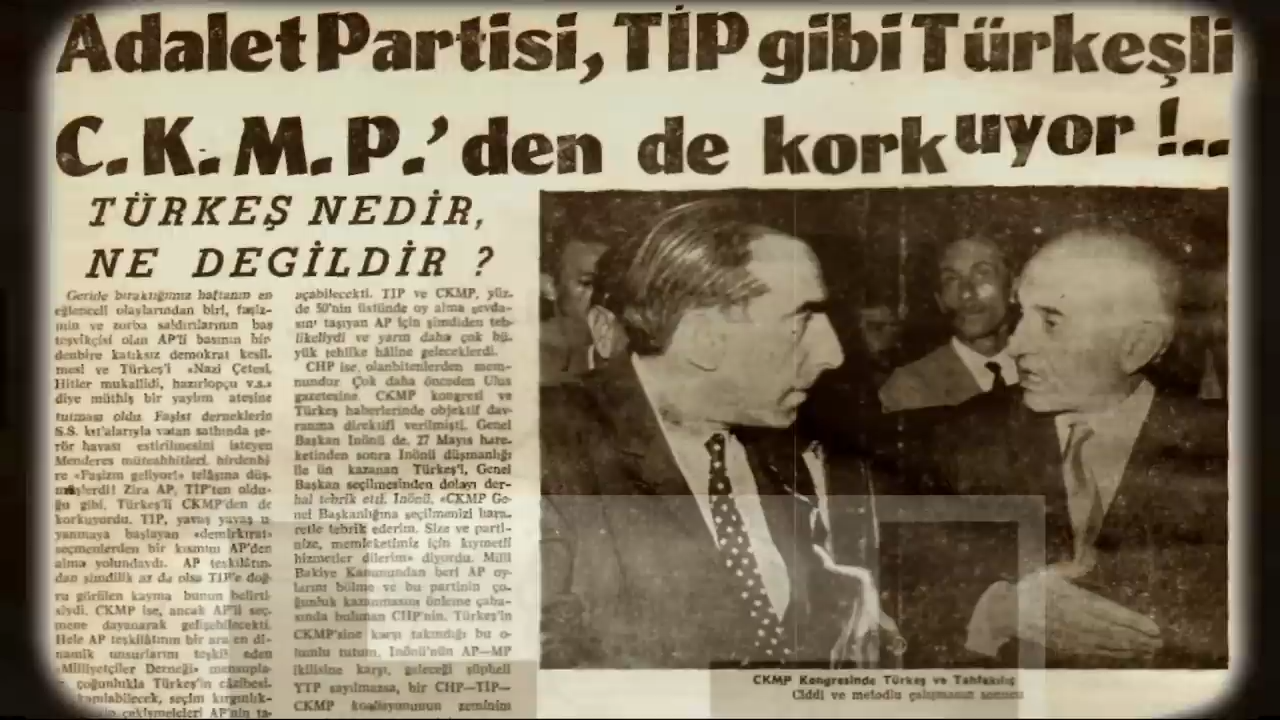 Adalet Partisi, TİP gibi Türkeşli
C.K.M.P.'den de korkuyor !...
TÜRKEŞ NEDİR,
NE DEGİLDİR ?
Geride bıraktığımız haftanın en
eğlenceli olaylarından biri, faşiz-
min ve zorba saldırılarının baş
teşvikçisi olan AP'li basının bir
denbire katıksız demokrat kesil-
mesi ve Türkeş'i «Nazi Çetesi,
Hitler mukallidi, hazırlopçu v.s.»
diye müthiş bir yaylım ateşine
tutması oldu. Faşist derneklerin
S.S. kıt'alarıyla vatan sathında te-
rör havası estirilmesini isteyen
Menderes müteahhitleri, birdenbi
re «Faşizm geliyor!» telâşına düş-
müşlerdi! Zira AP, TİP'ten oldu-
ğu gibi, Türkeş'li CKMP'den de
korkuyordu. TIP, yavaş yavaş u-
yanmaya başlayan «demirkırat»
seçmenlerden bir kısmını AP'den
alma yolundaydı. AP teşkilâtın-
dan şimdilik az da olsa TİP'e doğ-
ru görülen kayma bunun belirti-
siydi. CKMP ise, ancak AP'li seç-
mene dayanarak gelişebilecekti.
Hele AP teşkilâtının bir ara en di-
namik unsurlarını teşkil eden
«Milliyetçiler Derneği» mensupla-
çoğunlukla Türkeş'in câzibesi-
kapılabilecek, seçim kırgınlık-
çekişmeleri AP'nin ta-
açabilecekti. TIP ve CKMP, yüz-
de 50'nin üstünde oy alma sevda-
sını taşıyan AP için şimdiden teh-
likeliydi ve yarın daha çok bü-
yük tehlike hâline geleceklerdi.
CHP ise, olanbitenlerden mem-
nundur Çok daha önceden Ulus
gazetesine, CKMP kongresi ve
Türkeş haberlerinde objektif dav-
ranma direktifi verilmişti. Genel
Başkan İnönü de, 27 Mayıs hare-
ketinden sonra İnönü düşmanlığı
ile ün kazanan Türkeş'i, Genel
Başkan seçilmesinden dolayı der-
hal tebrik etti. İnönü, «CKMP Ge-
nel Başkanlığına seçilmenizi hara-
retle tebrik ederim. Size ve parti-
nize, memleketimiz için kıymetli
hizmetler dilerim» diyordu. Milli
Bakiye Kanunundan beri AP oy-
larını bölme ve bu partinin ço-
ğunluk kazanmasını önleme çaba-
sında bulunan CHP'nin, Türkeş'in
CKMP'sine karşı takındığı bu o-
lumlu tutum, İnönü'nün AP—MP
ikilisine karşı, geleceği şüpheli
YTP sayılmazsa, bir CHP—TİP—
CKMP koalisyonunun zeminini
CKMP Kongresinde Türkeş ve Tahtakılıç
Ciddi ve metodlu çalışmanın sonucu